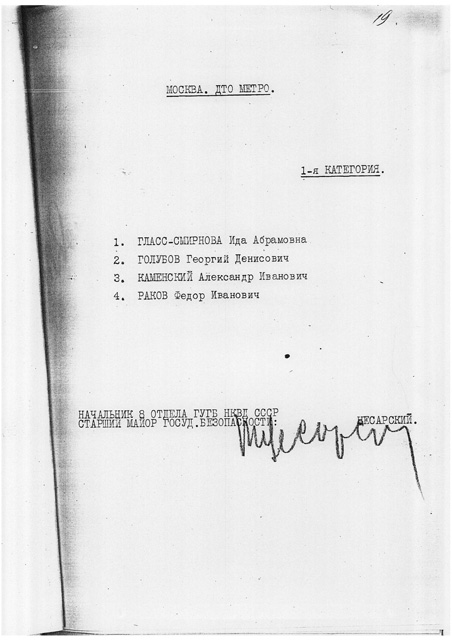 19.
МОСКВА. ДТО МЕТРО.
1-я КАТЕГОРИЯ.
1. ГЛАСС-СМИРНОВА Ида Абрамовна
2. ГОЛУБОВ Георгий Денисович
3. КАМЕНСКИЙ Александр Иванович
4. РАКОВ Федор Иванович
НАЧАЛЬНИК 8 ОТДЕЛА ГУГБ НКВД СССР
СТАРШИЙ МАЙОР ГОСУД.БЕЗОПАСНОСТИ: ЦЕСАРСКИЙ.